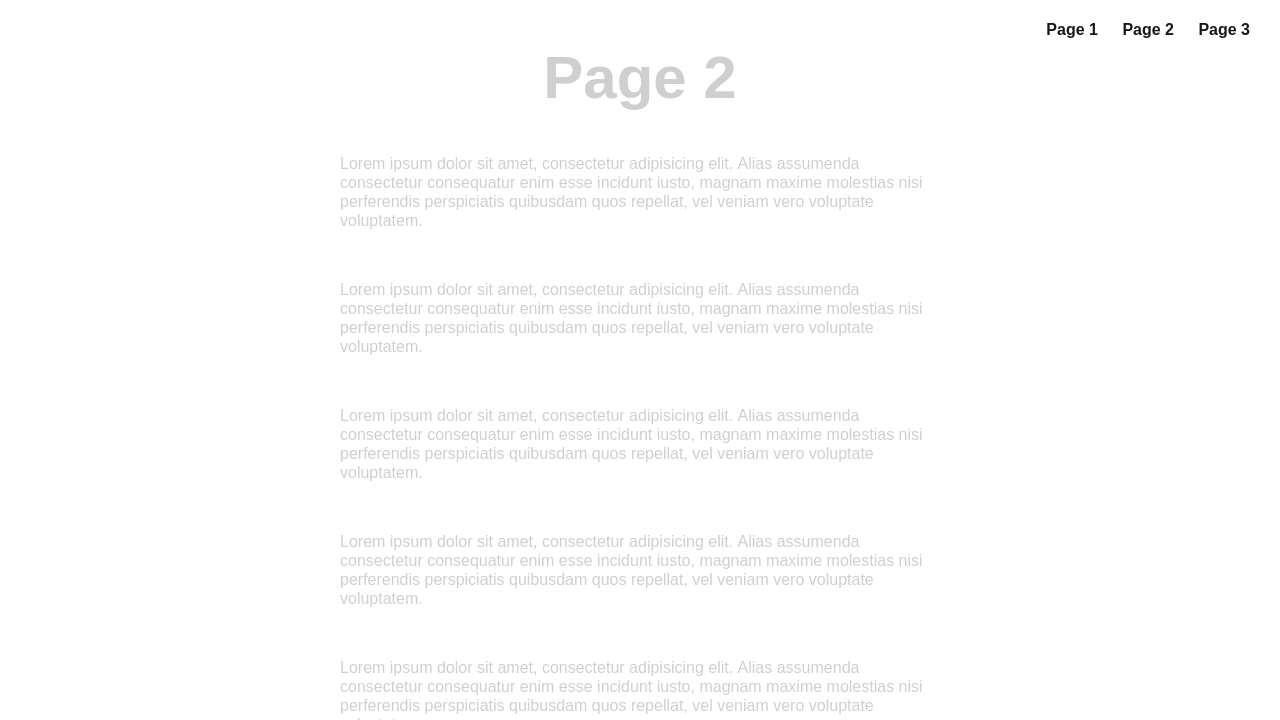 Page 1 Page 2 Page 3
Page 2
Lorem ipsum dolor sit amet, consectetur adipisicing elit. Alias assumenda
consectetur consequatur enim esse incidunt iusto, magnam maxime molestias nisi
perferendis perspiciatis quibusdam quos repellat, vel veniam vero voluptate
voluptatem.
Lorem ipsum dolor sit amet, consectetur adipisicing elit. Alias assumenda
consectetur consequatur enim esse incidunt iusto, magnam maxime molestias nisi
perferendis perspiciatis quibusdam quos repellat, vel veniam vero voluptate
voluptatem.
Lorem ipsum dolor sit amet, consectetur adipisicing elit. Alias assumenda
consectetur consequatur enim esse incidunt iusto, magnam maxime molestias nisi
perferendis perspiciatis quibusdam quos repellat, vel veniam vero voluptate
voluptatem.
Lorem ipsum dolor sit amet, consectetur adipisicing elit. Alias assumenda
consectetur consequatur enim esse incidunt iusto, magnam maxime molestias nisi
perferendis perspiciatis quibusdam quos repellat, vel veniam vero voluptate
voluptatem.
Lorem ipsum dolor sit amet, consectetur adipisicing elit. Alias assumenda
consectetur consequatur enim esse incidunt iusto, magnam maxime molestias nisi
perferendis perspiciatis quibusdam quos repellat, vel veniam vero voluptate